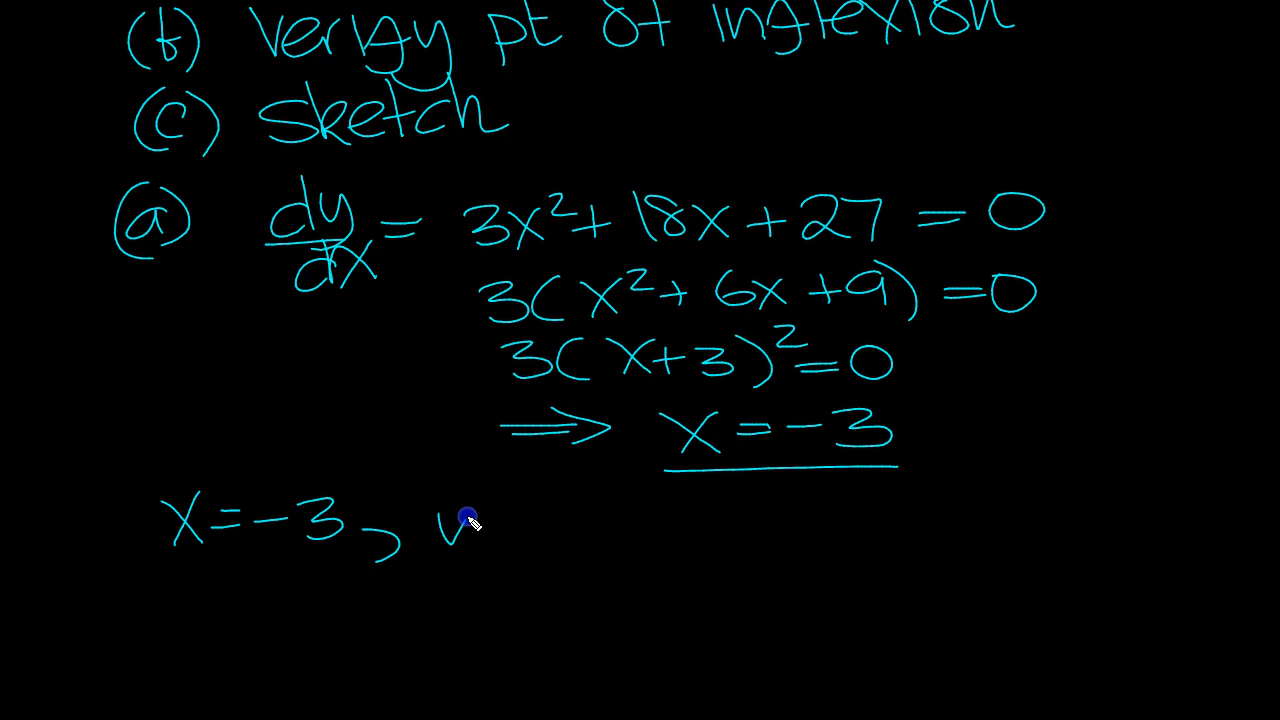 (b) verify pt of inflexion
(c) sketch
(a) dy/dx = 3x² + 18x + 27 = 0
3(x² + 6x + 9) = 0
3(x+3)² = 0
⇒ x = -3
x = -3,